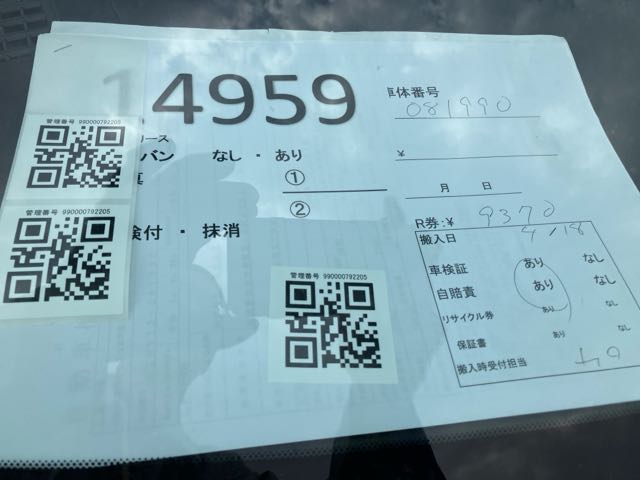 14959
車体番号
081990
管理番号 990000792205
リース
バン なし ・ あり
¥
真 ①
月 日
②
管理番号 990000792205
R券:¥ 9370
検付 ・ 抹消
搬入日 4/18
車検証 あり なし
自賠責 あり なし
リサイクル券 あり なし
保証書 あり なし
搬入時受付担当
管理番号 990000792205